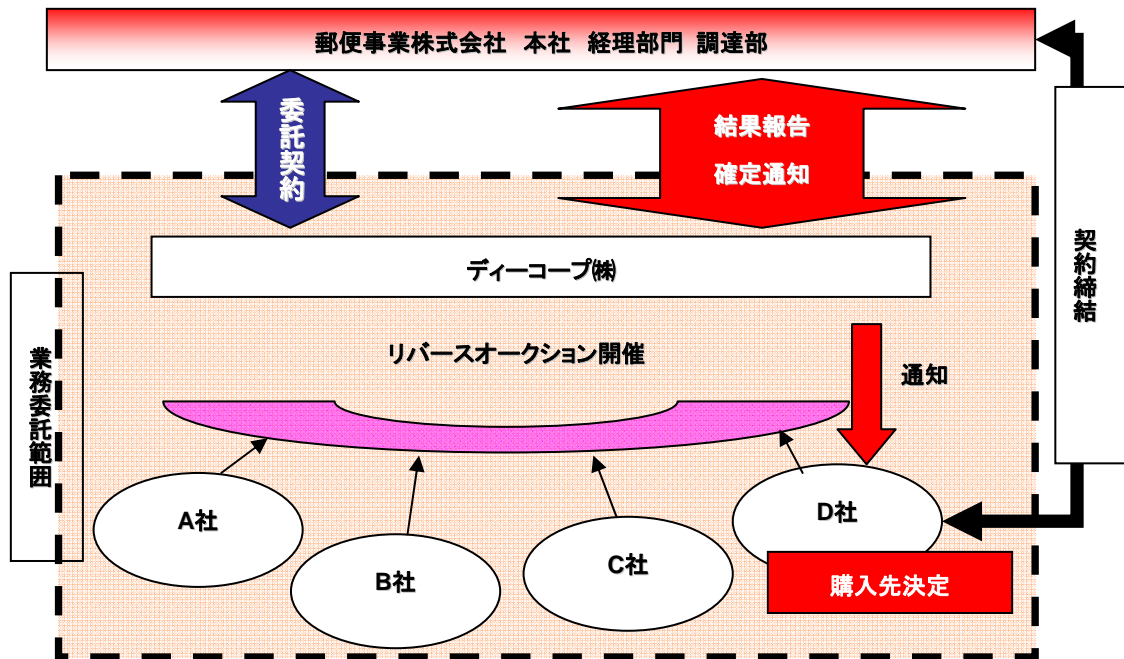 郵便事業株式会社 本社 経理部門 調達部
委託契約
結果報告
確定通知
契約締結
ディーコープ㈱
業務委託範囲
リバースオークション開催
通知
A社
B社
C社
D社
購入先決定